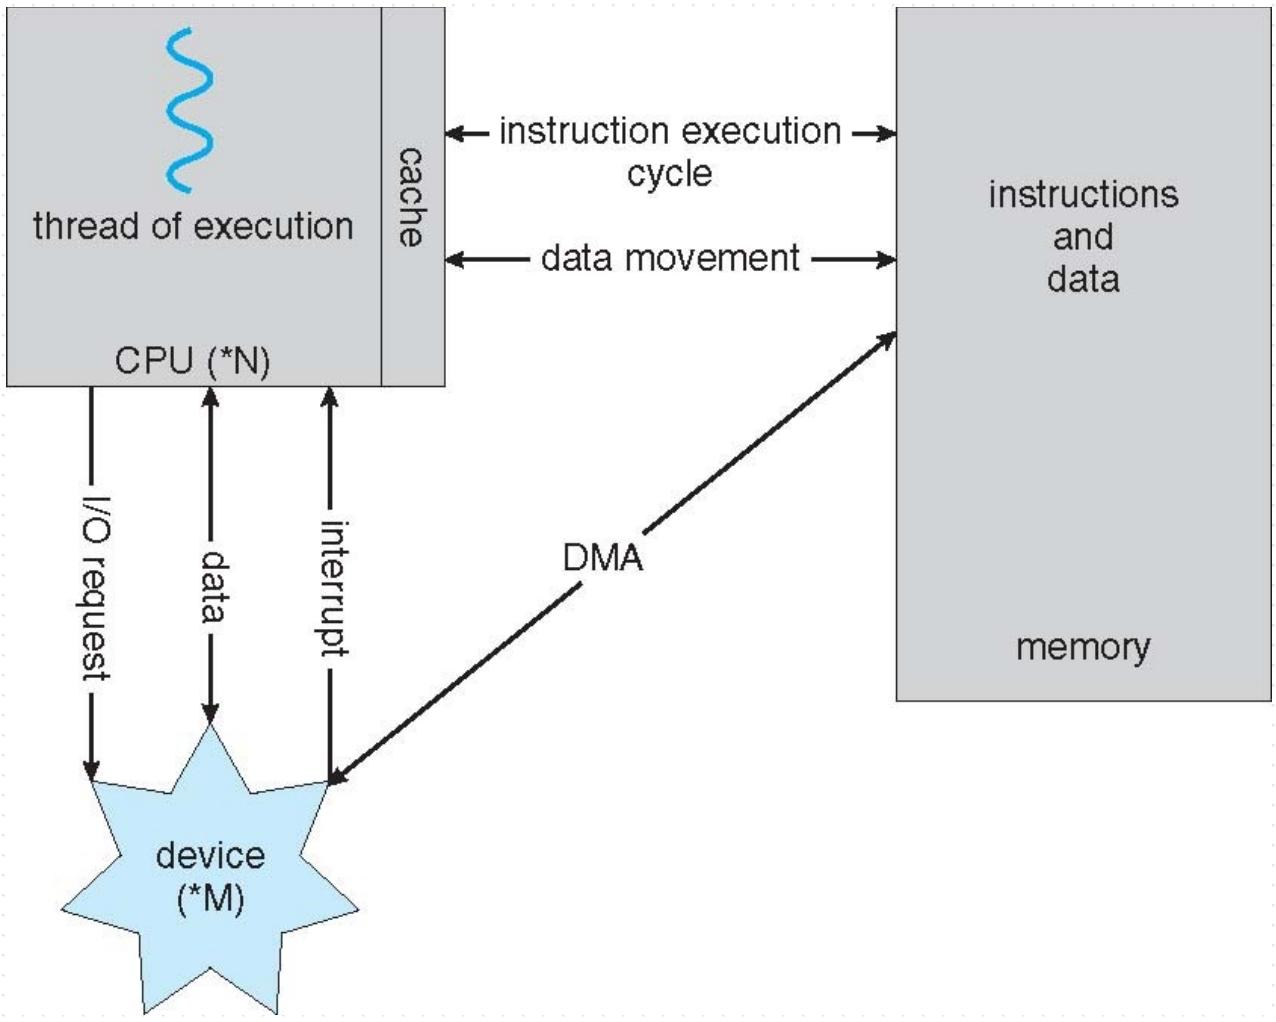 thread of execution
CPU (*N)
cache
instruction execution
cycle
data movement
instructions
and
data
memory
I/O request
data
interrupt
DMA
device
(*M)